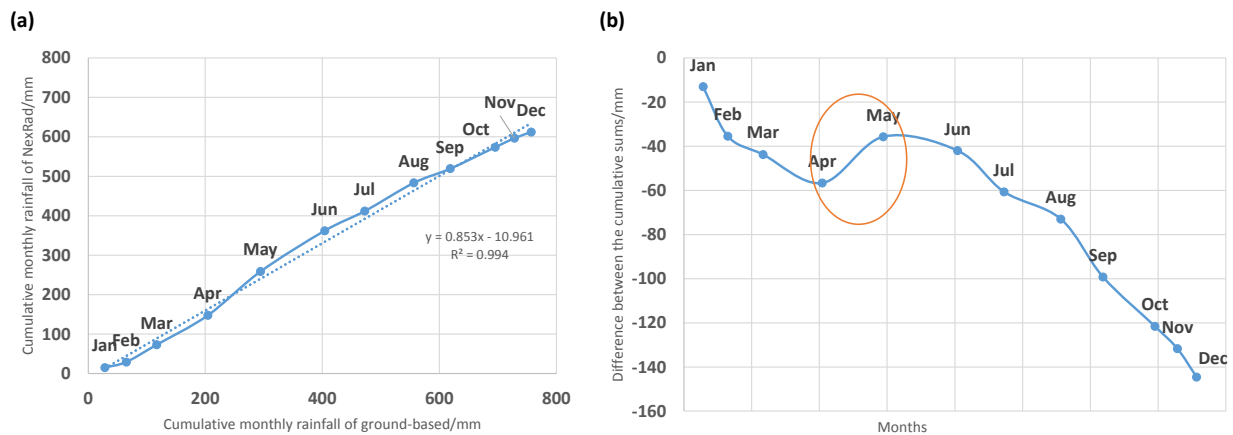 (a)
800
700
600
500
400
300
200
100
0
Cumulative monthly rainfall of NexRad/mm
Jan
Feb
Mar
Apr
May
Jun
Jul
Aug
Sep
Oct
Nov
Dec
y = 0.853x - 10.961
R² = 0.994
0 200 400 600 800
Cumulative monthly rainfall of ground-based/mm
(b)
0
-20
-40
-60
-80
-100
-120
-140
-160
Difference between the cumulative sums/mm
Jan
Feb
Mar
Apr
May
Jun
Jul
Aug
Sep
Oct
Nov
Dec
Months